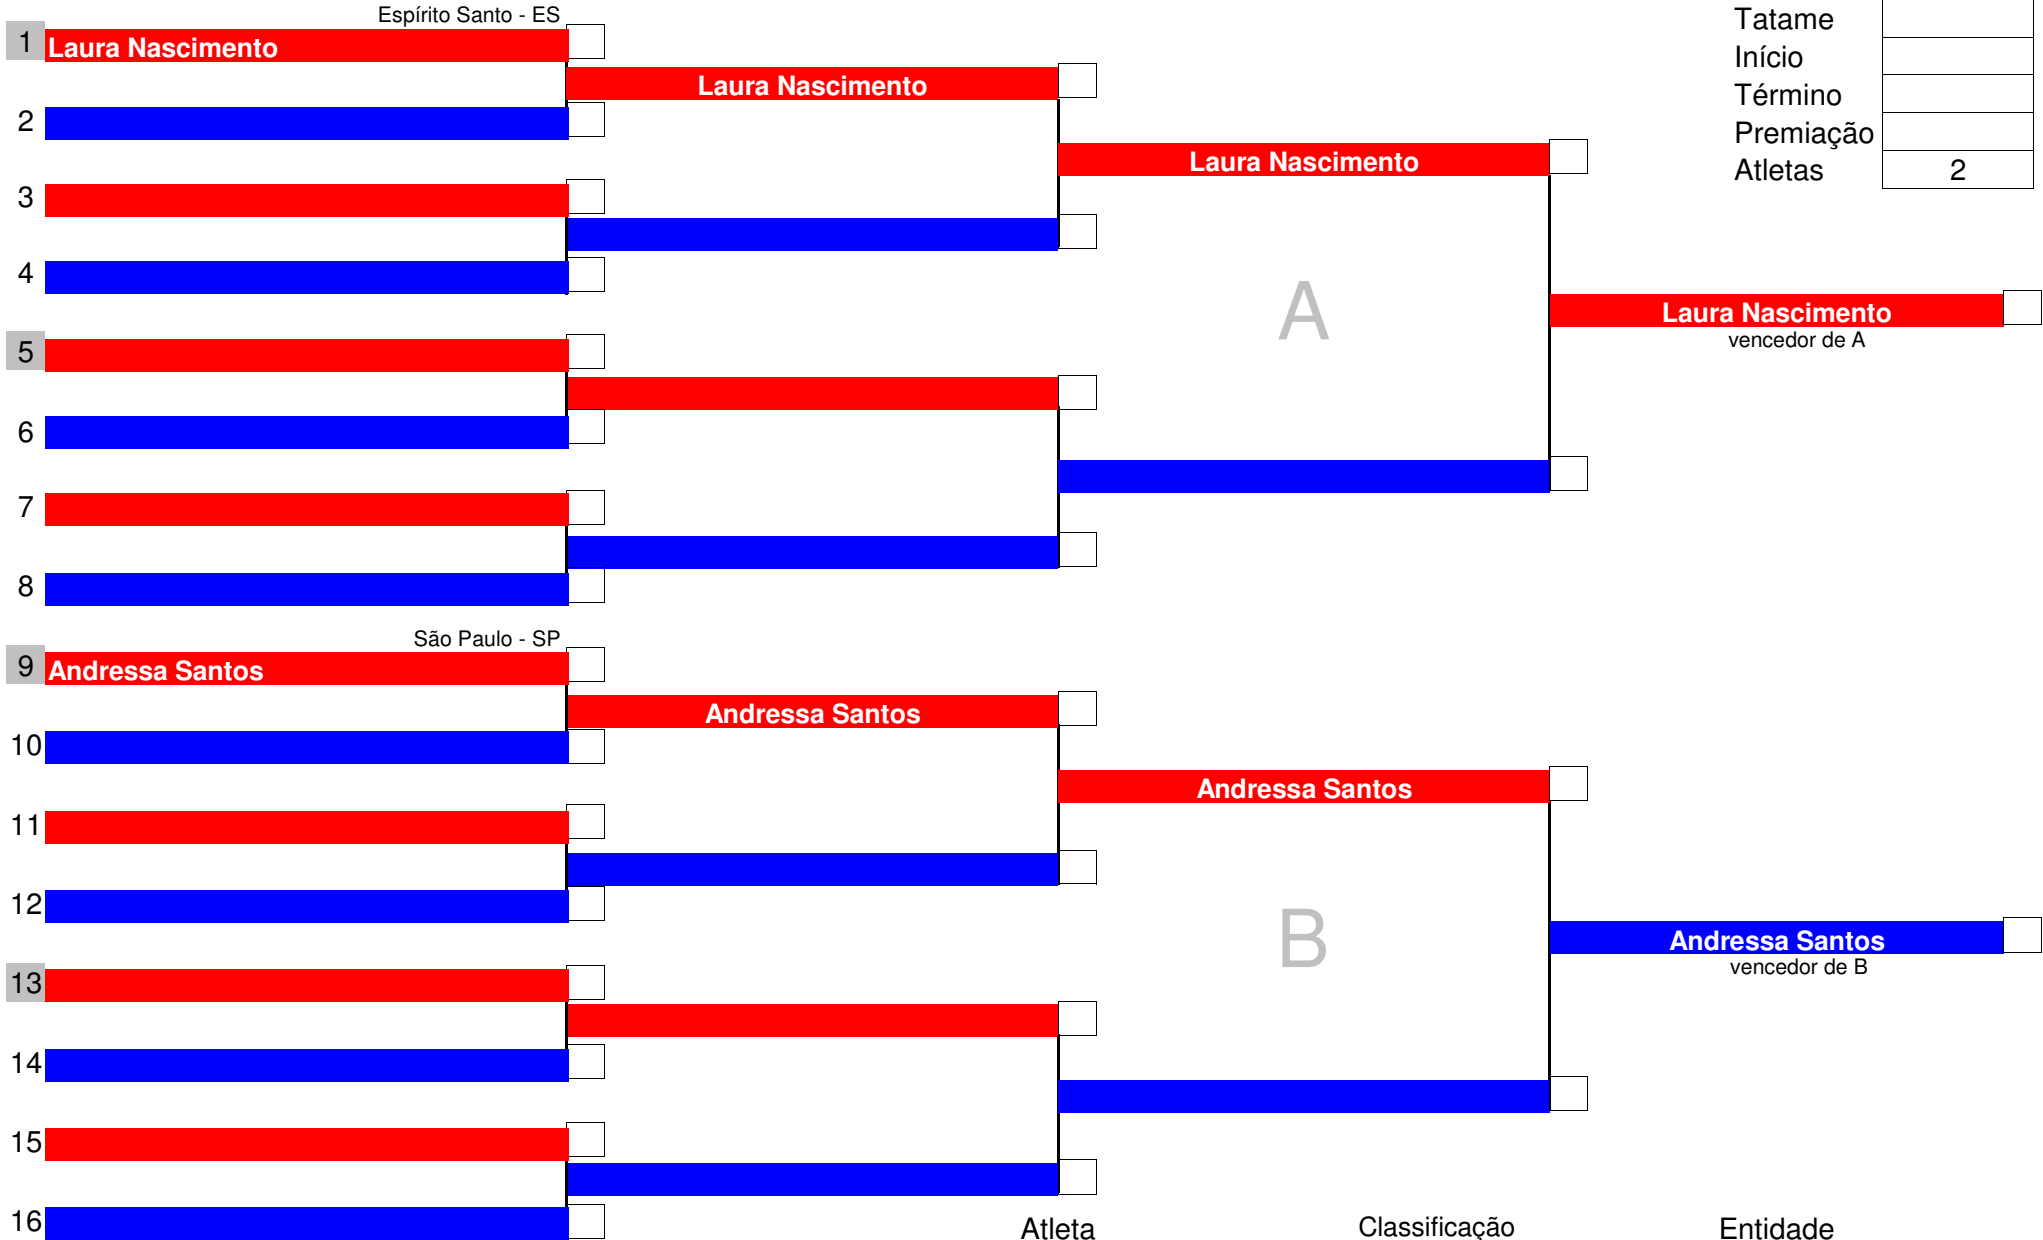 Espírito Santo - ES
1 Laura Nascimento
Laura Nascimento
2
Laura Nascimento
3
4
A
Laura Nascimento
vencedor de A
5
6
7
8
São Paulo - SP
9 Andressa Santos
Andressa Santos
10
Andressa Santos
11
12
B
Andressa Santos
vencedor de B
13
14
15
16
Tatame
Início
Término
Premiação
Atletas 2
Atleta Classificação Entidade